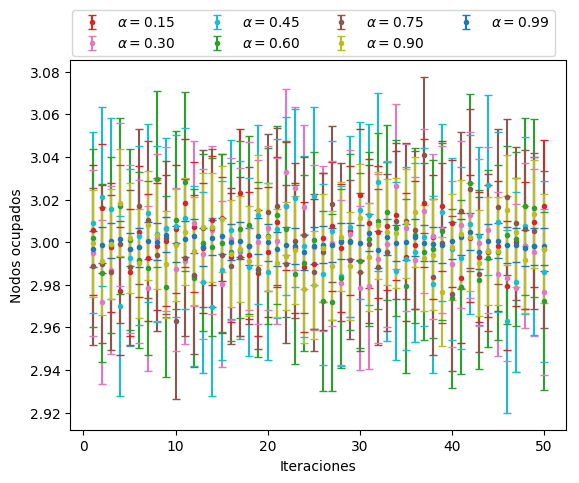 α = 0.15 α = 0.45 α = 0.75 α = 0.99
α = 0.30 α = 0.60 α = 0.90
3.08
3.06
3.04
3.02
3.00
2.98
2.96
2.94
2.92
Nodos ocupados
0 10 20 30 40 50
Iteraciones